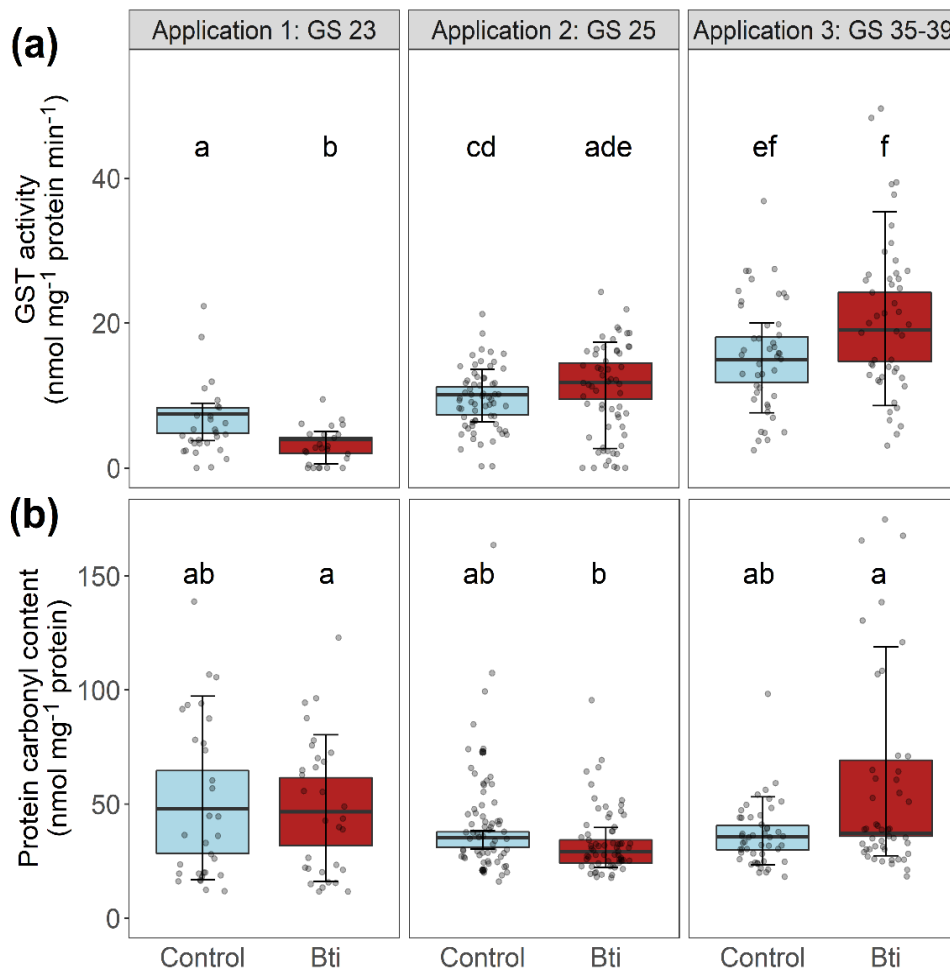 (a)
Application 1: GS 23
Application 2: GS 25
Application 3: GS 35-39
GST activity
(nmol mg⁻¹ protein min⁻¹)
40
20
0
a
b
cd
ade
ef
f
(b)
Protein carbonyl content
(nmol mg⁻¹ protein)
150
100
50
0
ab
a
ab
b
ab
a
Control
Bti
Control
Bti
Control
Bti